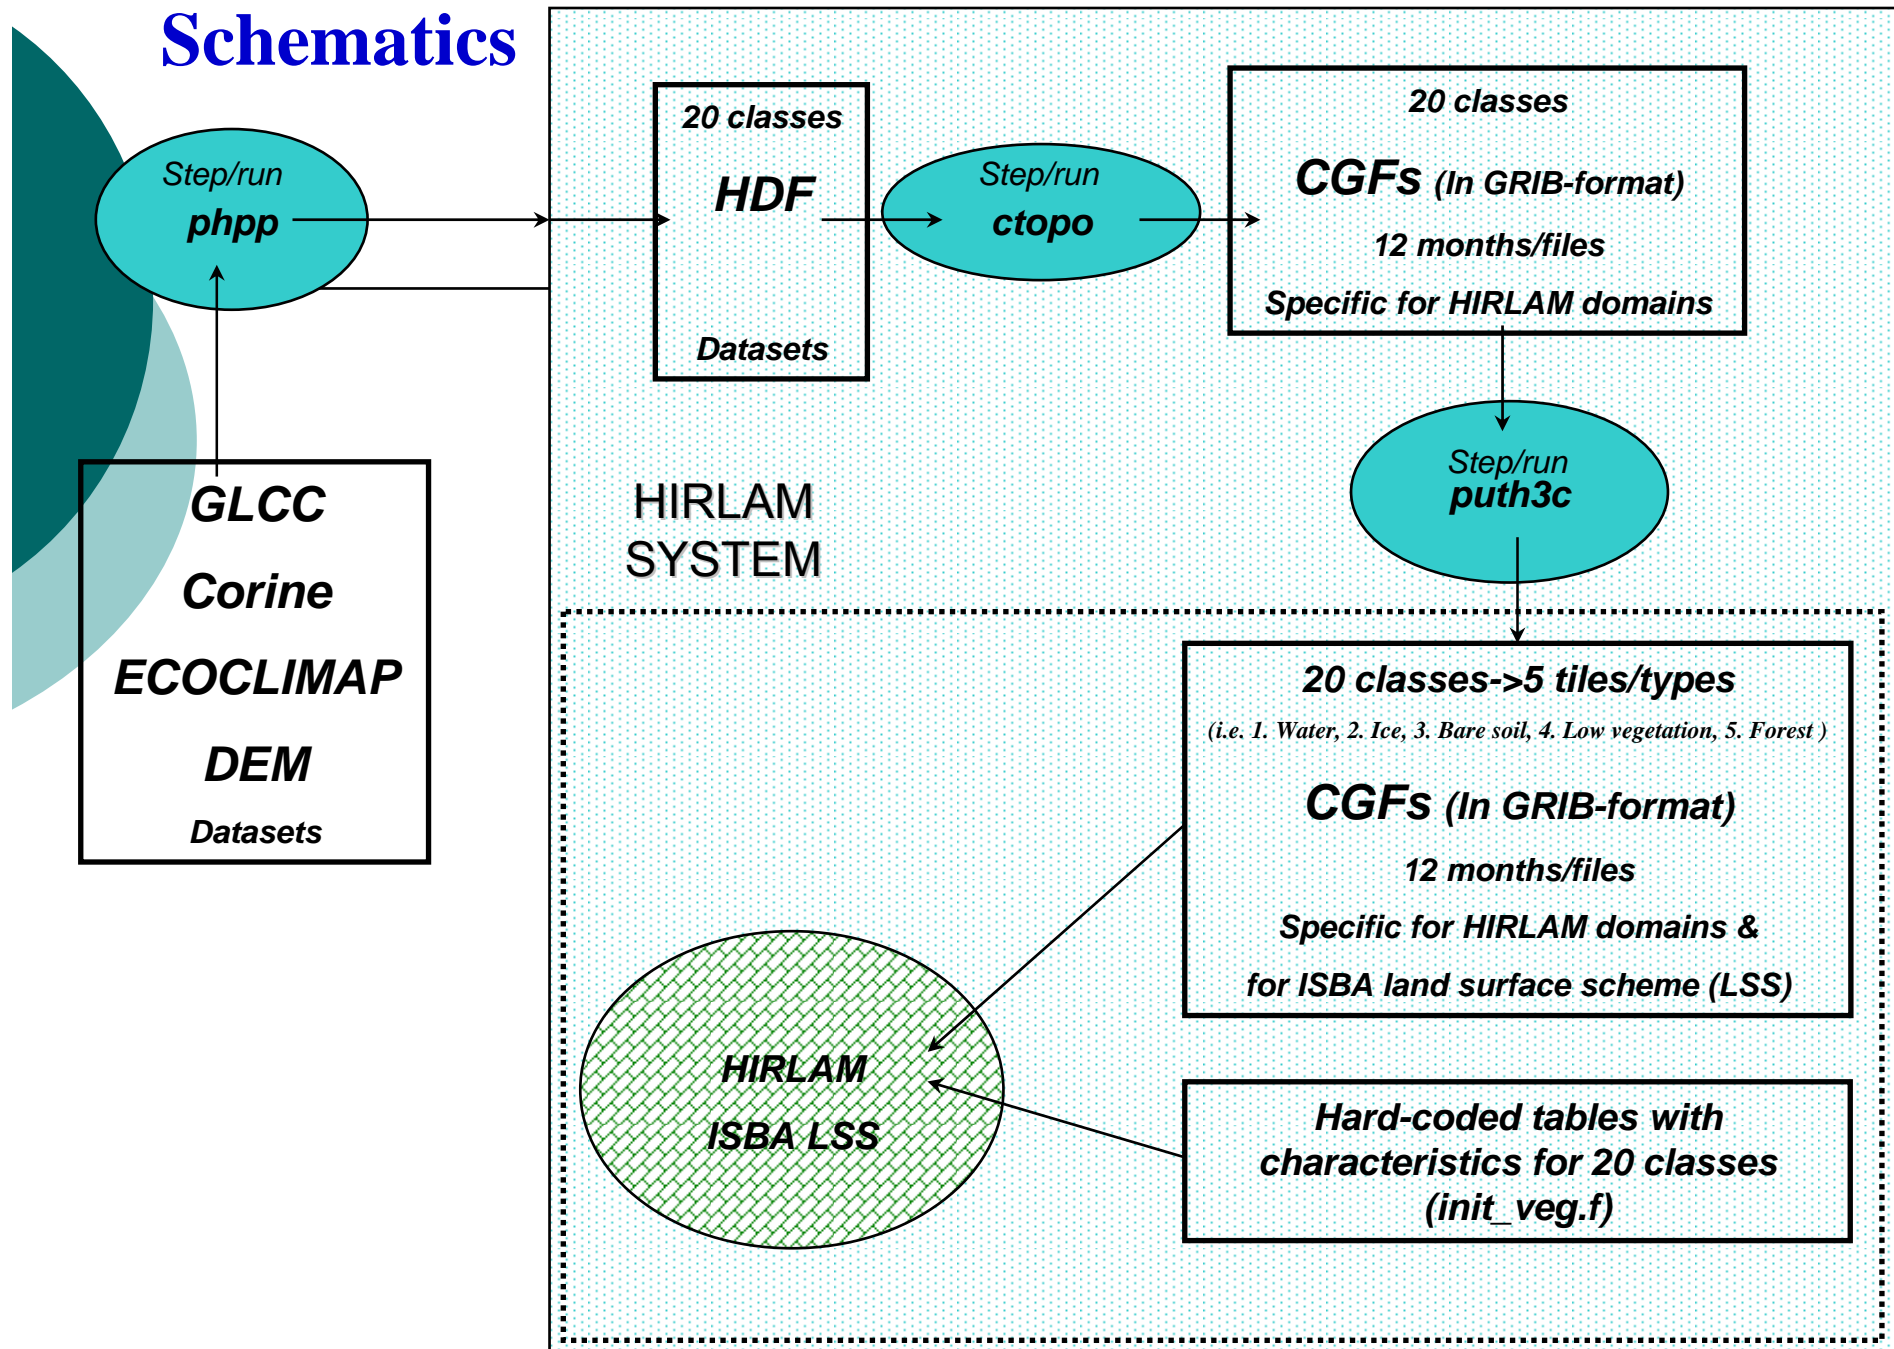 Schematics
Step/run
phpp
GLCC
Corine
ECOCLIMAP
DEM
Datasets
20 classes
HDF
Datasets
Step/run
ctopo
20 classes
CGFs (In GRIB-format)
12 months/files
Specific for HIRLAM domains
Step/run
puth3c
HIRLAM
SYSTEM
20 classes->5 tiles/types
(i.e. 1. Water, 2. Ice, 3. Bare soil, 4. Low vegetation, 5. Forest )
CGFs (In GRIB-format)
12 months/files
Specific for HIRLAM domains &
for ISBA land surface scheme (LSS)
HIRLAM
ISBA LSS
Hard-coded tables with
characteristics for 20 classes
(init_veg.f)